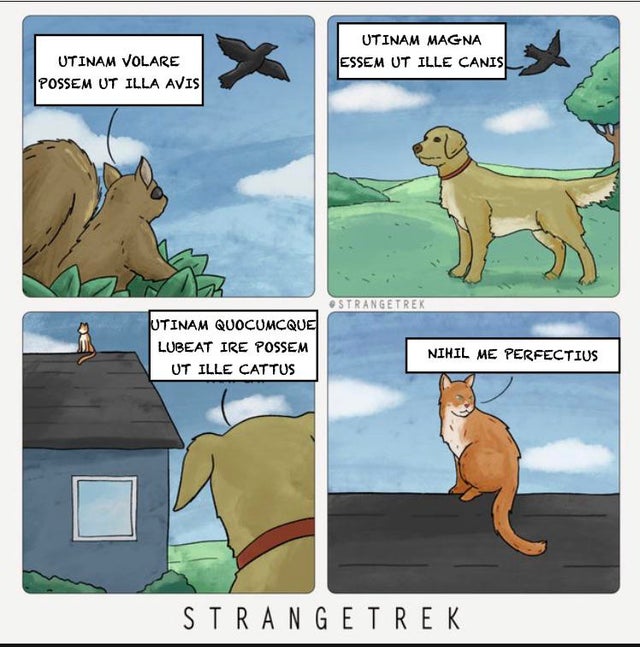 UTINAM VOLARE
POSSEM UT ILLA AVIS
UTINAM MAGNA
ESSEM UT ILLE CANIS
@STRANGETREK
UTINAM QUOCUMCQUE
LUBEAT IRE POSSEM
UT ILLE CATTUS
NIHIL ME PERFECTIUS
STRANGETREK